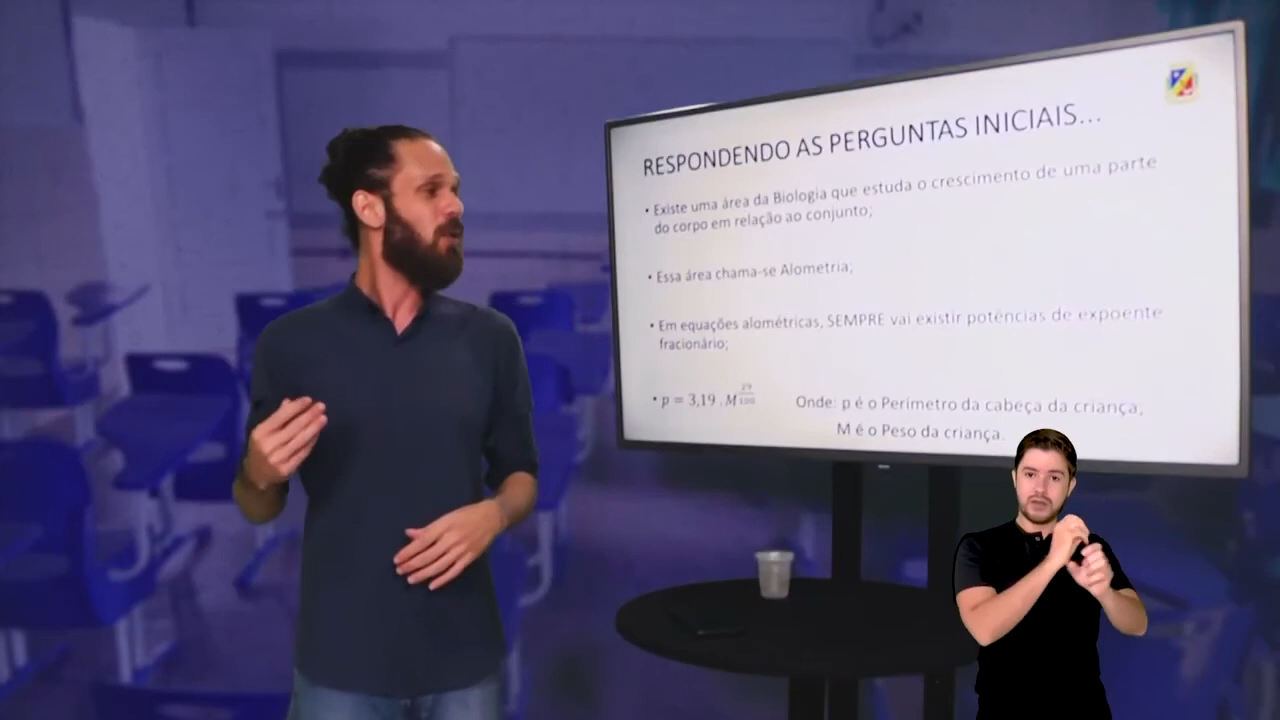 RESPONDENDO AS PERGUNTAS INICIAIS...
• Existe uma área da Biologia que estuda o crescimento de uma parte
do corpo em relação ao conjunto;
• Essa área chama-se Alometria;
• Em equações alométricas, SEMPRE vai existir potências de expoente
fracionário;
• p = 3,19 . M
Onde: p é o Perímetro da cabeça da criança,
M é o Peso da criança.